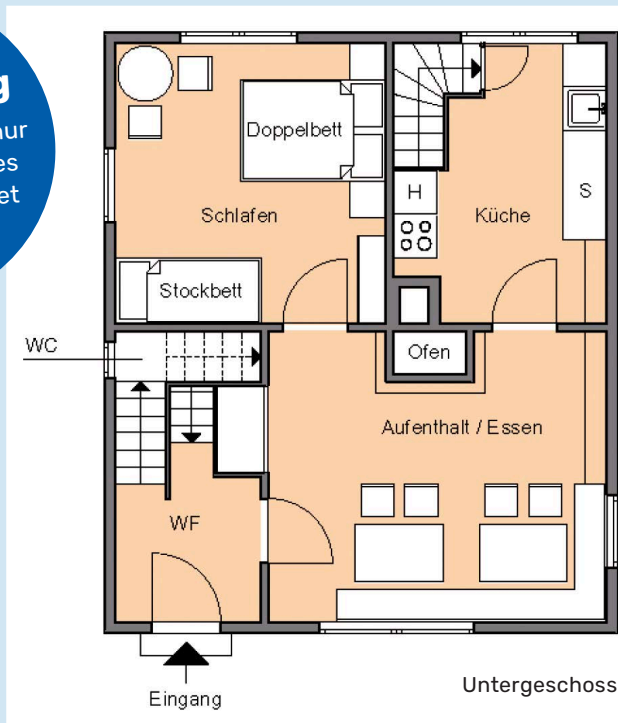 Doppelbett
Schlafen
Stockbett
H
Küche
S
WC
Ofen
Aufenthalt / Essen
WF
Eingang
Untergeschoss